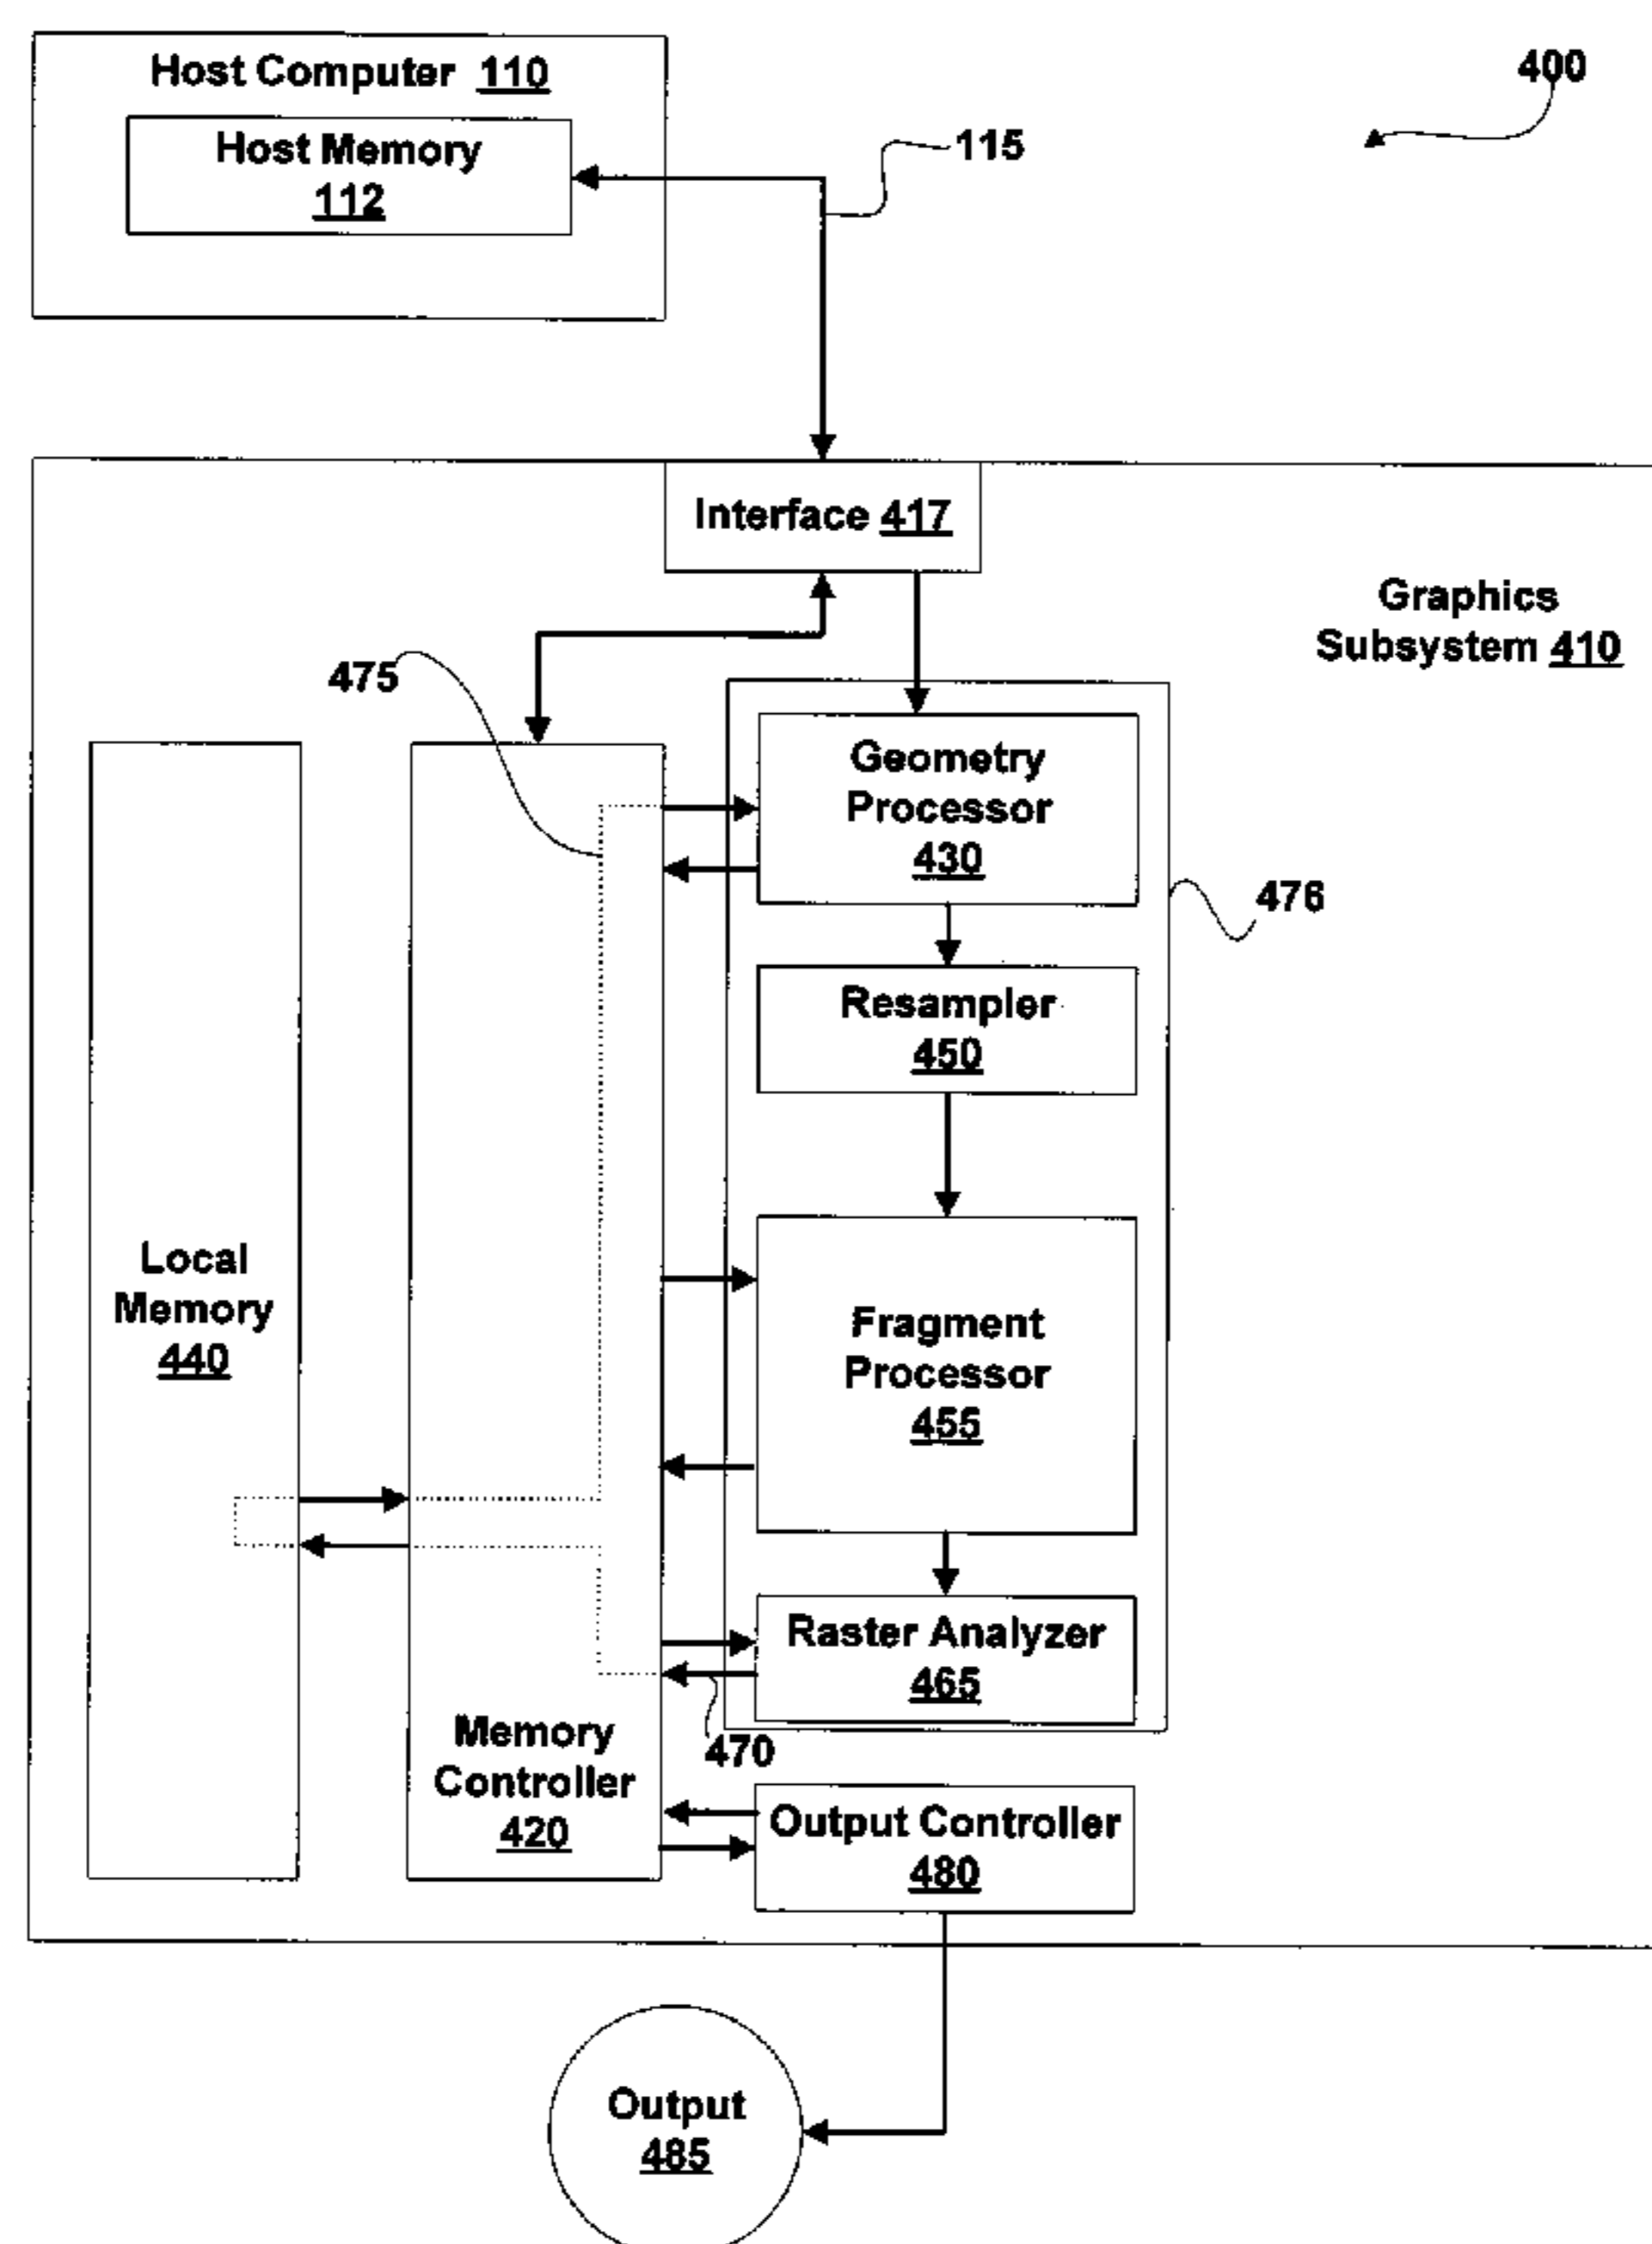 Host Computer 110
400
Host Memory
112
115
Interface 417
Graphics
Subsystem 410
475
Geometry
Processor
430
476
Resampler
450
Local
Memory
440
Fragment
Processor
455
Raster Analyzer
465
470
Memory
Controller
420
Output Controller
480
Output
485